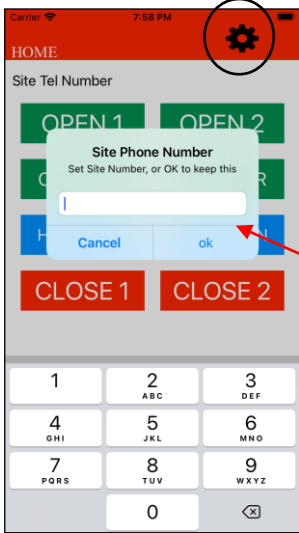 Carrier 7:58 PM
HOME
Site Tel Number
OPEN 1 OPEN 2
Site Phone Number
Set Site Number, or OK to keep this
Cancel ok
CLOSE 1 CLOSE 2
1 2 3
ABC DEF
4 5 6
GHI JKL MNO
7 8 9
PQRS TUV WXYZ
0